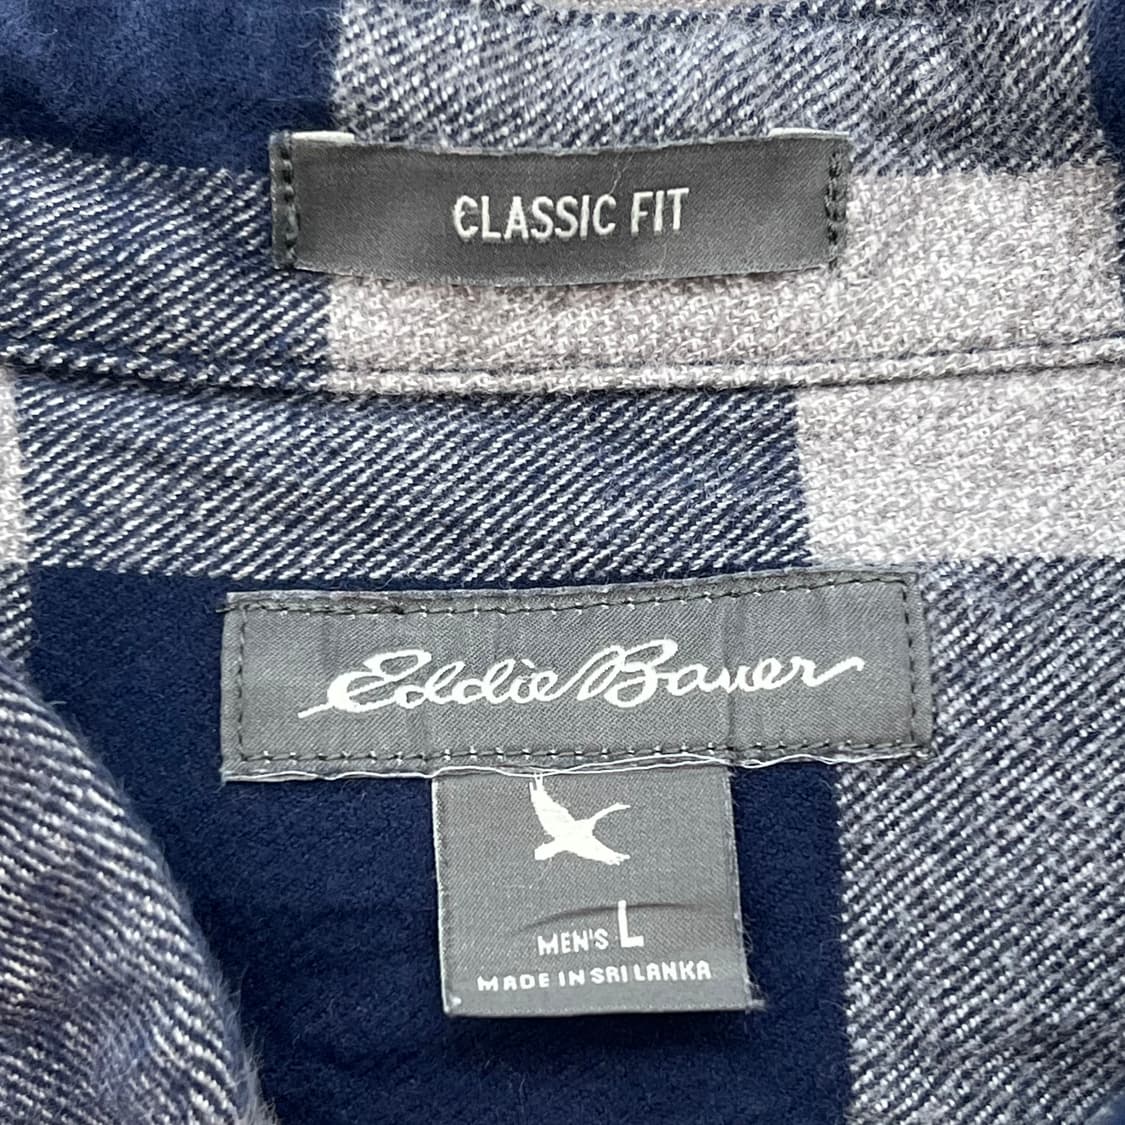 CLASSIC FIT
Eddie Bauer
MEN'S L
MADE IN SRI LANKA